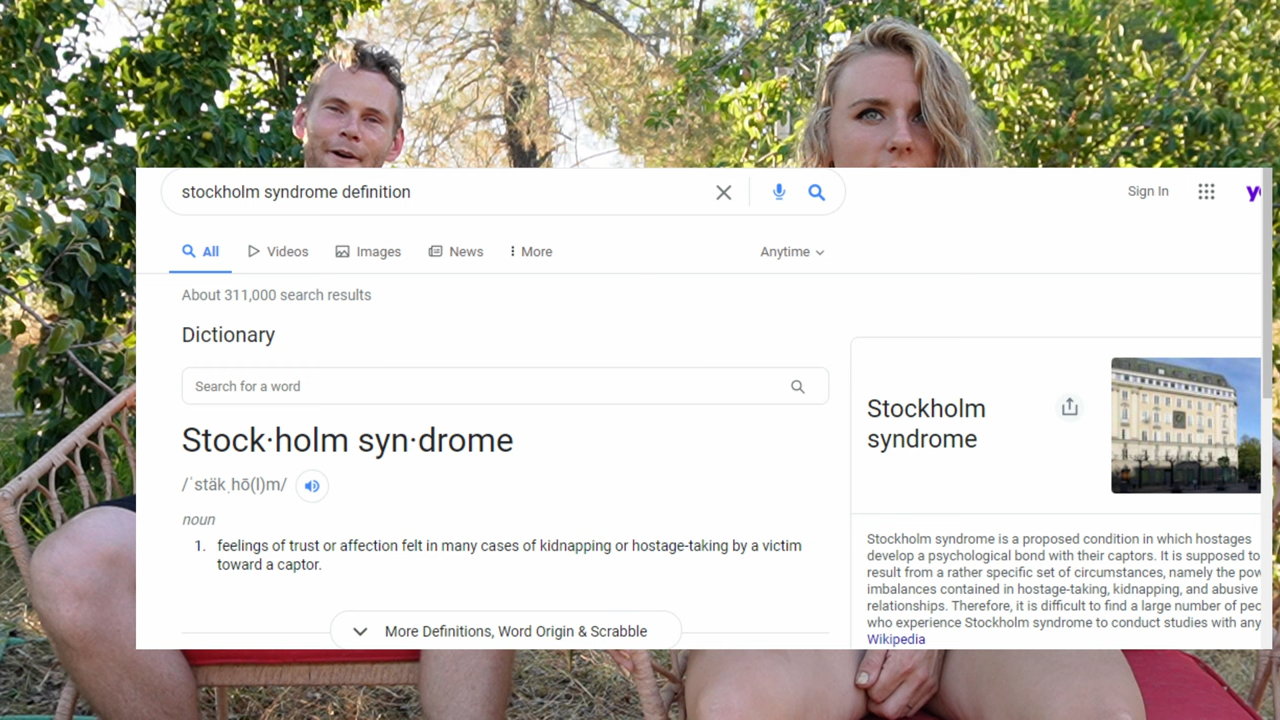 stockholm syndrome definition
Sign In
All Videos Images News More
Anytime
About 311,000 search results
Dictionary
Search for a word
Stock·holm syn·drome
/ˈstäkˌhō(l)m/
noun
1. feelings of trust or affection felt in many cases of kidnapping or hostage-taking by a victim
toward a captor.
More Definitions, Word Origin & Scrabble
Stockholm
syndrome
Stockholm syndrome is a proposed condition in which hostages
develop a psychological bond with their captors. It is supposed to
result from a rather specific set of circumstances, namely the
imbalances contained in hostage-taking, kidnapping, and abusive
relationships. Therefore, it is difficult to find a large number of
who experience Stockholm syndrome to conduct studies with any
Wikipedia